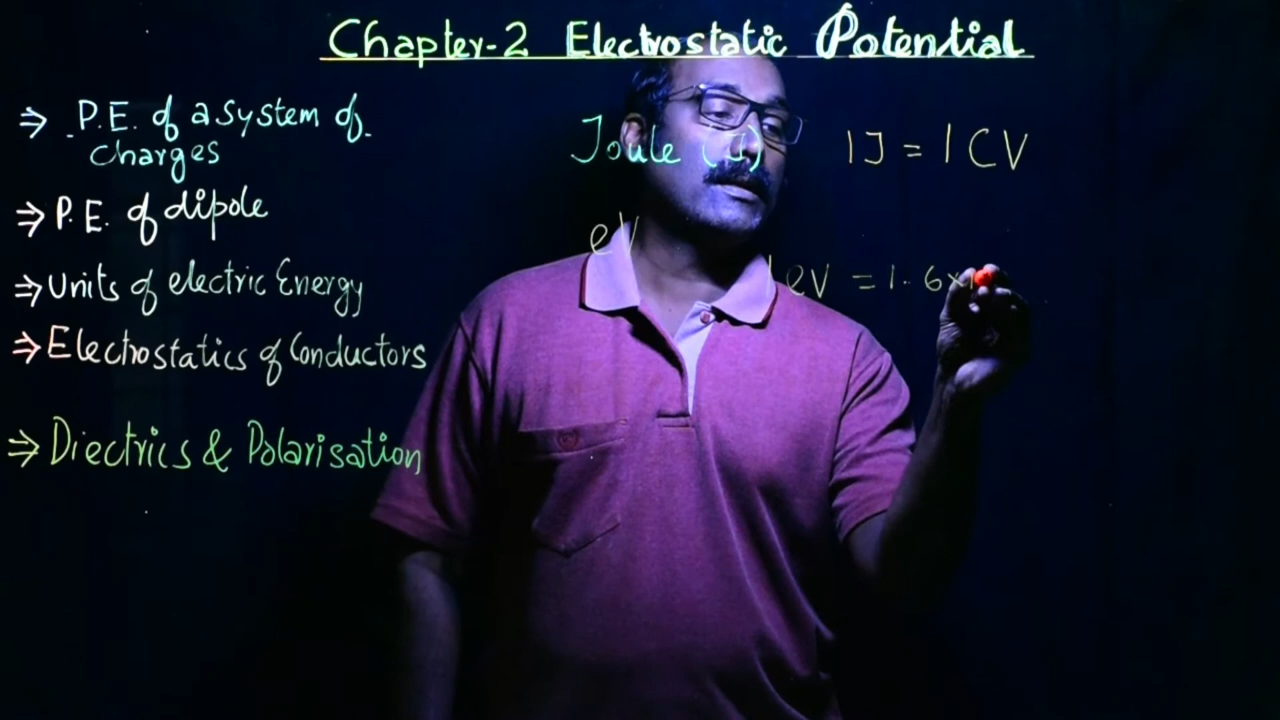 Chapter-2 Electrostatic Potential
⇒ P.E. of a system of charges
⇒ P.E. of dipole
⇒ Units of electric Energy
⇒ Electrostatics of Conductors
⇒ Diectrics & Polarisation
Joule (J)
1J = 1CV
eV
1eV = 1.6×1